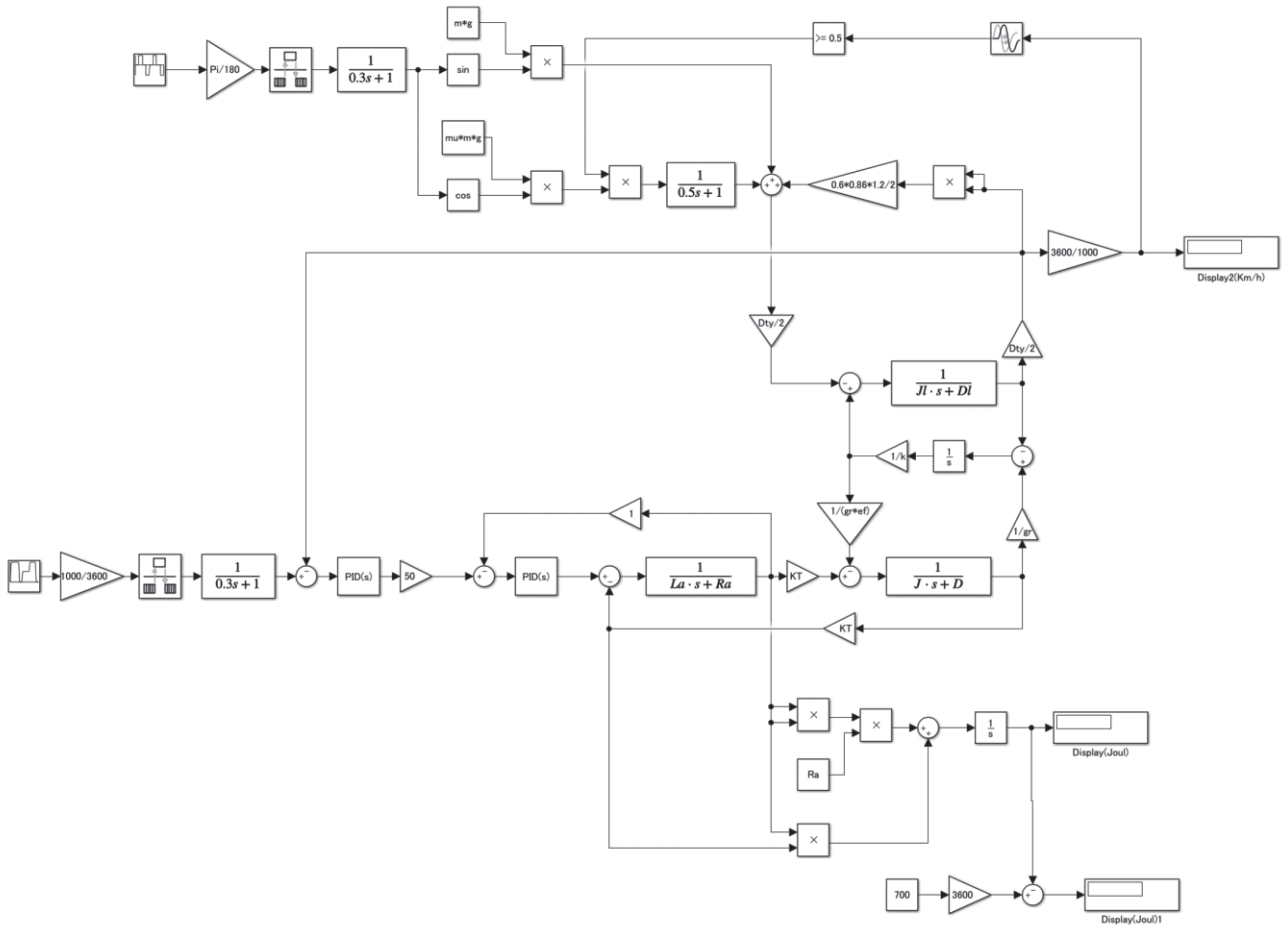 m*g
>= 0.5
Pi/180
1
0.3s+1
sin
×
mu*m*g
cos
×
×
1
0.5s+1
+
+ +
0.6*0.86*1.2/2
×
3600/1000
Display2(Km/h)
Dty/2
Dty/2
-
+
1
Jl · s + Dl
1/k
1
s
-
+
1/(gr*ef)
1/gr
1
1000/3600
1
0.3s+1
+ -
PID(s)
50
+ -
PID(s)
+ -
1
La · s + Ra
KT
+ -
1
J · s + D
KT
×
×
+
+
1
s
Display(Joul)
Ra
×
700
3600
+ -
Display(Joul)1